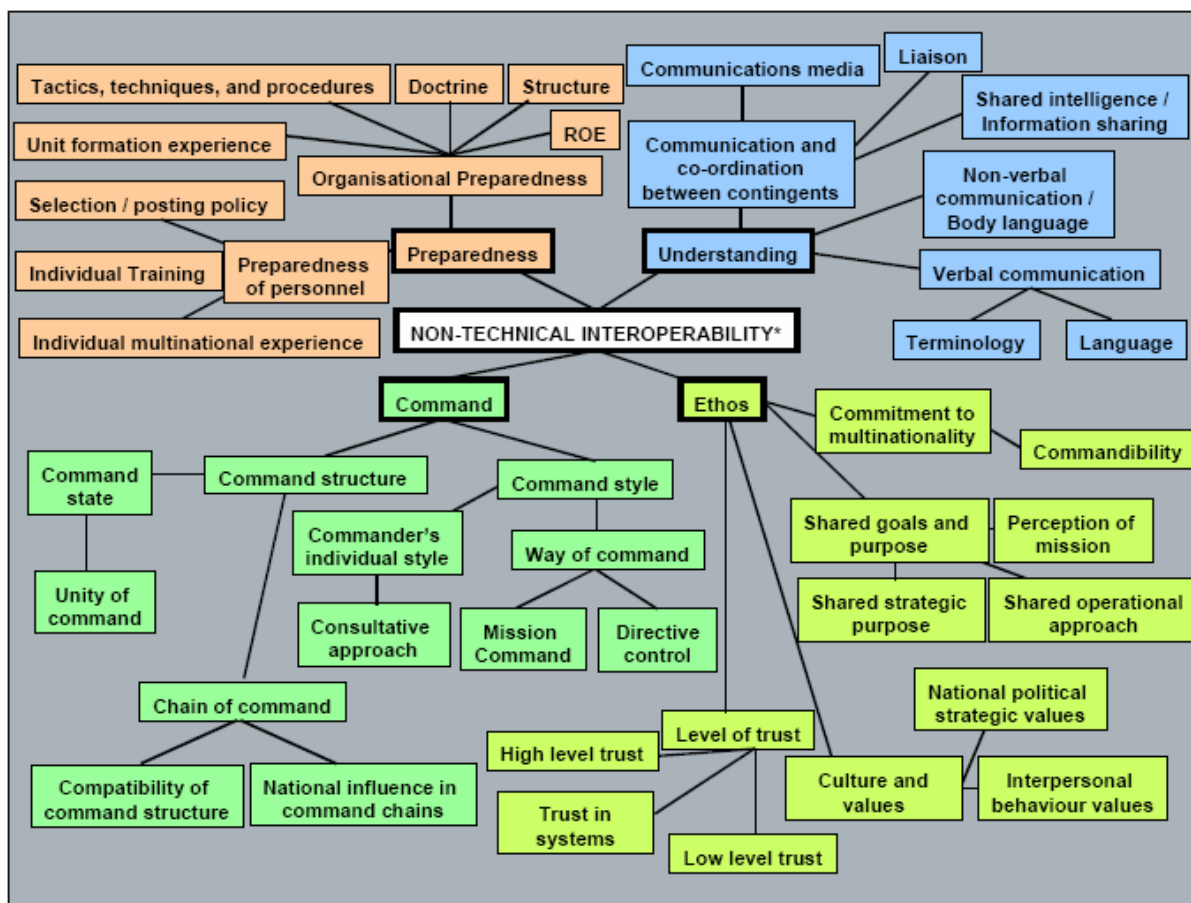 Tactics, techniques, and procedures
Doctrine
Structure
Unit formation experience
ROE
Organisational Preparedness
Selection / posting policy
Preparedness
Individual Training
Preparedness
of personnel
Individual multinational experience
Communications media
Liaison
Shared intelligence /
Information sharing
Communication and
co-ordination
between contingents
Non-verbal
communication /
Body language
Understanding
Verbal communication
Terminology
Language
NON-TECHNICAL INTEROPERABILITY*
Command
Command structure
Command
state
Unity of
command
Command style
Commander's
individual style
Way of command
Consultative
approach
Mission
Command
Directive
control
Chain of command
Compatibility of
command structure
National influence in
command chains
Ethos
Commitment to
multinationality
Commandibility
Shared goals and
purpose
Perception of
mission
Shared strategic
purpose
Shared operational
approach
Level of trust
High level trust
Trust in
systems
Low level trust
National political
strategic values
Culture and
values
Interpersonal
behaviour values